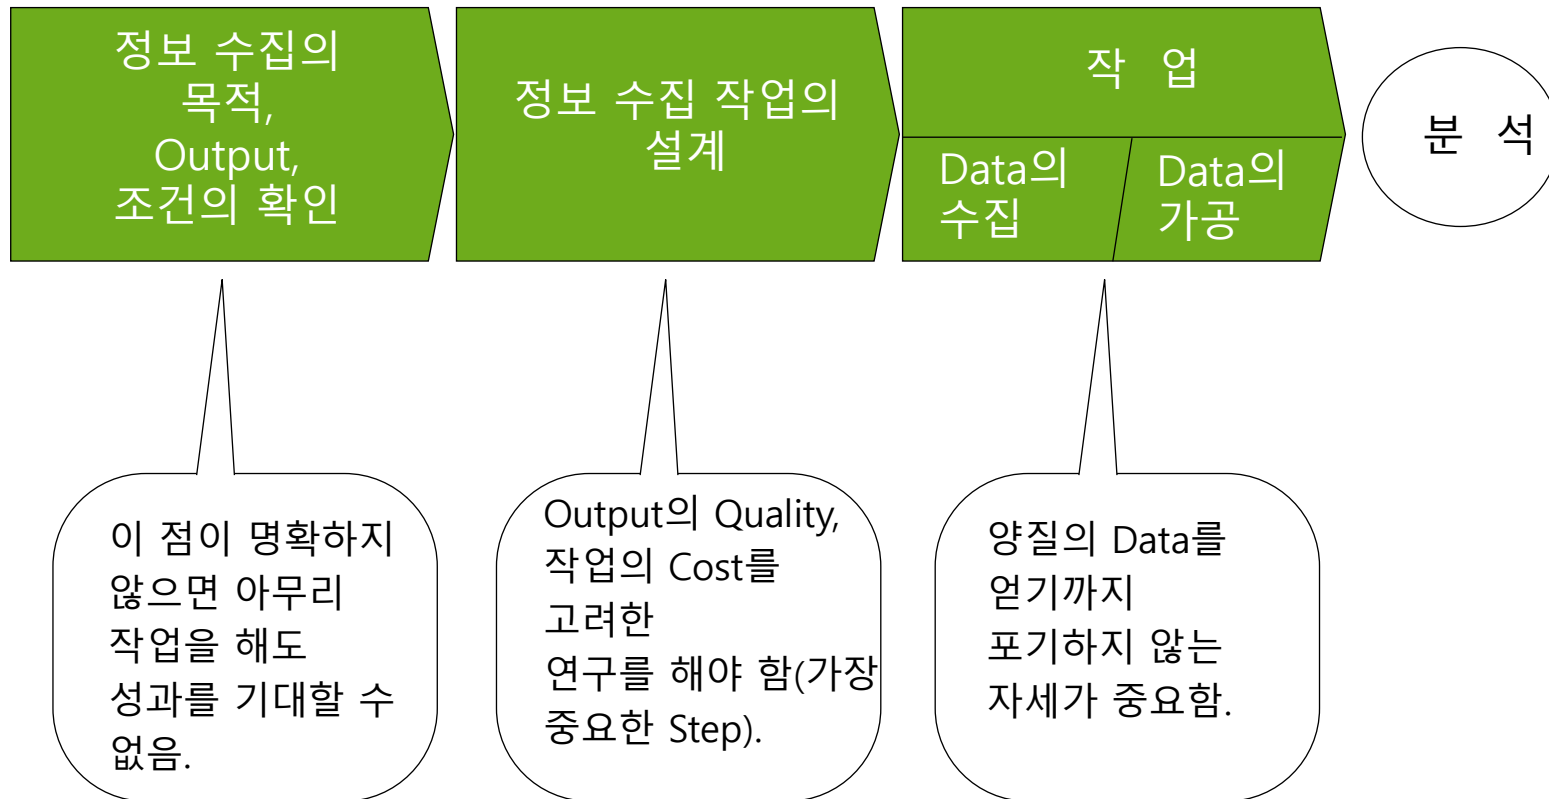 정보 수집의
목적,
Output,
조건의 확인
정보 수집 작업의
설계
작 업
Data의
수집
Data의
가공
분 석
이 점이 명확하지
않으면 아무리
작업을 해도
성과를 기대할 수
없음.
Output의 Quality,
작업의 Cost를
고려한
연구를 해야 함(가장
중요한 Step).
양질의 Data를
얻기까지
포기하지 않는
자세가 중요함.